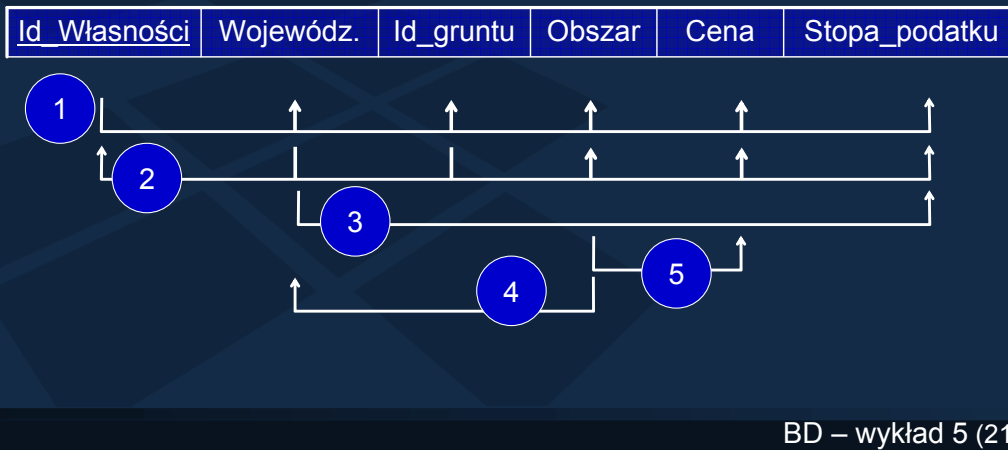 Id_Własności Wojewódz. Id_gruntu Obszar Cena Stopa_podatku
1
2
3
5
4
BD – wykład 5 (21